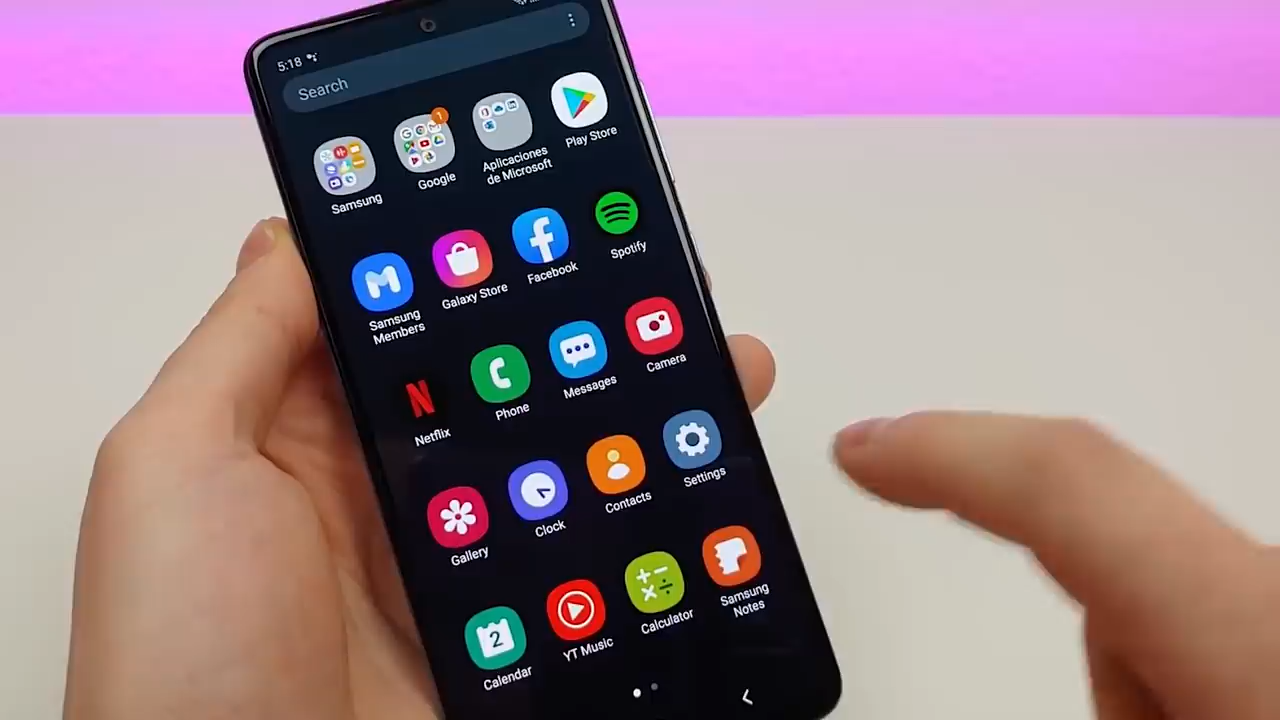 5:18
Search
1
Samsung
Google
Aplicaciones
de Microsoft
Play Store
Samsung
Members
Galaxy Store
Facebook
Spotify
N
Netflix
Phone
Messages
Camera
Gallery
Clock
Contacts
Settings
2
Calendar
YT Music
Calculator
Samsung
Notes